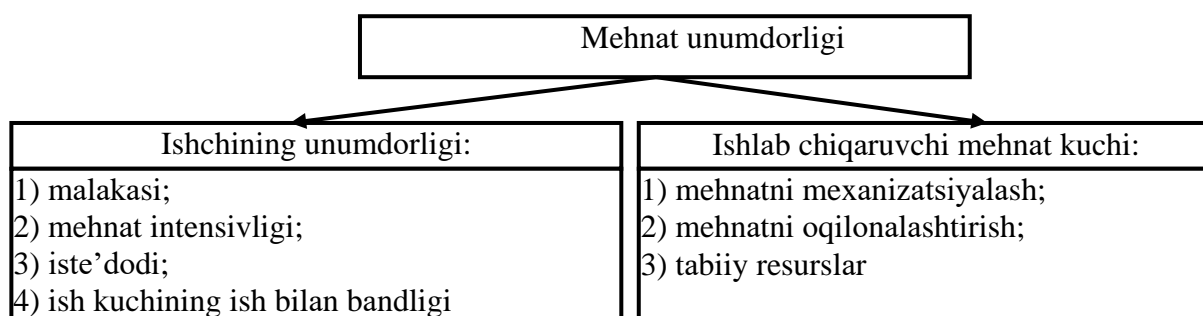 Mehnat unumdorligi
Ishchining unumdorligi:
1) malakasi;
2) mehnat intensivligi;
3) iste’dodi;
4) ish kuchining ish bilan bandligi
Ishlab chiqaruvchi mehnat kuchi:
1) mehnatni mexanizatsiyalash;
2) mehnatni oqilonalashtirish;
3) tabiiy resurslar